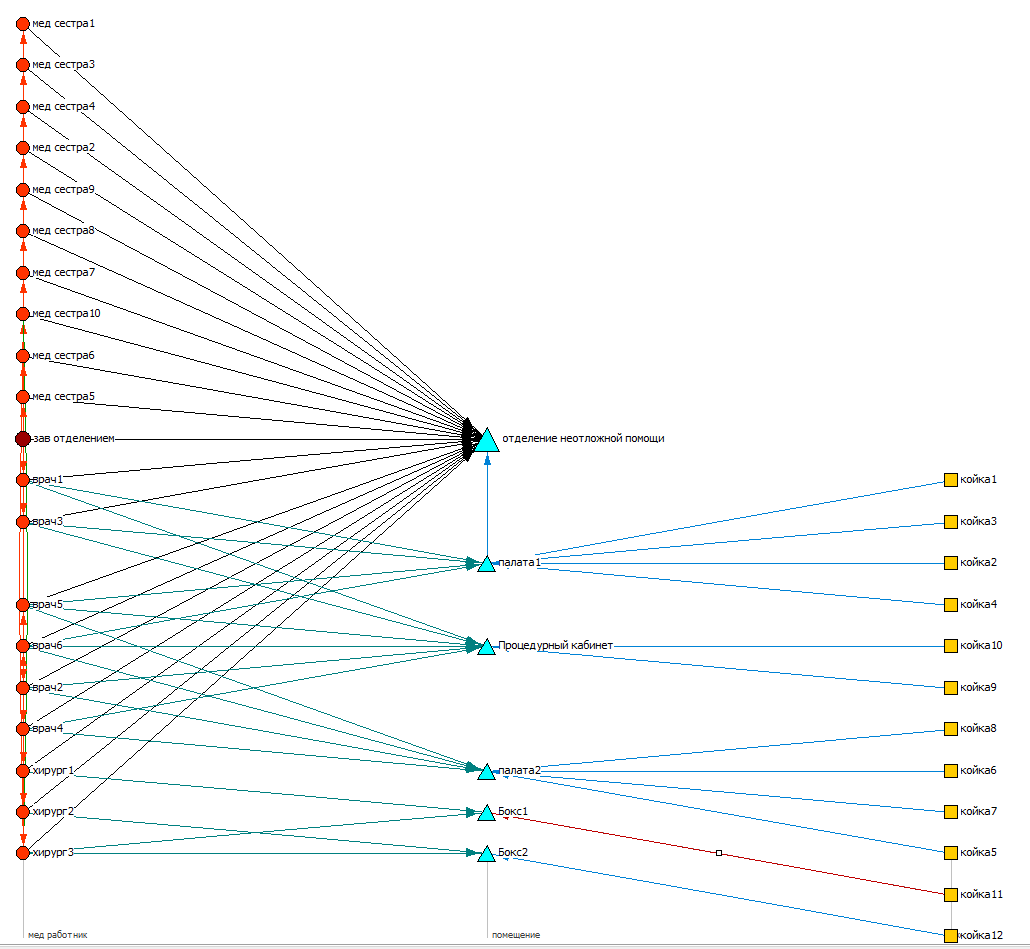 мед сестра1
мед сестра3
мед сестра4
мед сестра2
мед сестра9
мед сестра8
мед сестра7
мед сестра10
мед сестра6
мед сестра5
зав отделением
врач1
врач3
врач5
врач6
врач2
врач4
хирург1
хирург2
хирург3
мед работник
отделение неотложной помощи
палата1
Процедурный кабинет
палата2
Бокс1
Бокс2
помещение
койка1
койка3
койка2
койка4
койка10
койка9
койка8
койка6
койка7
койка5
койка11
койка12